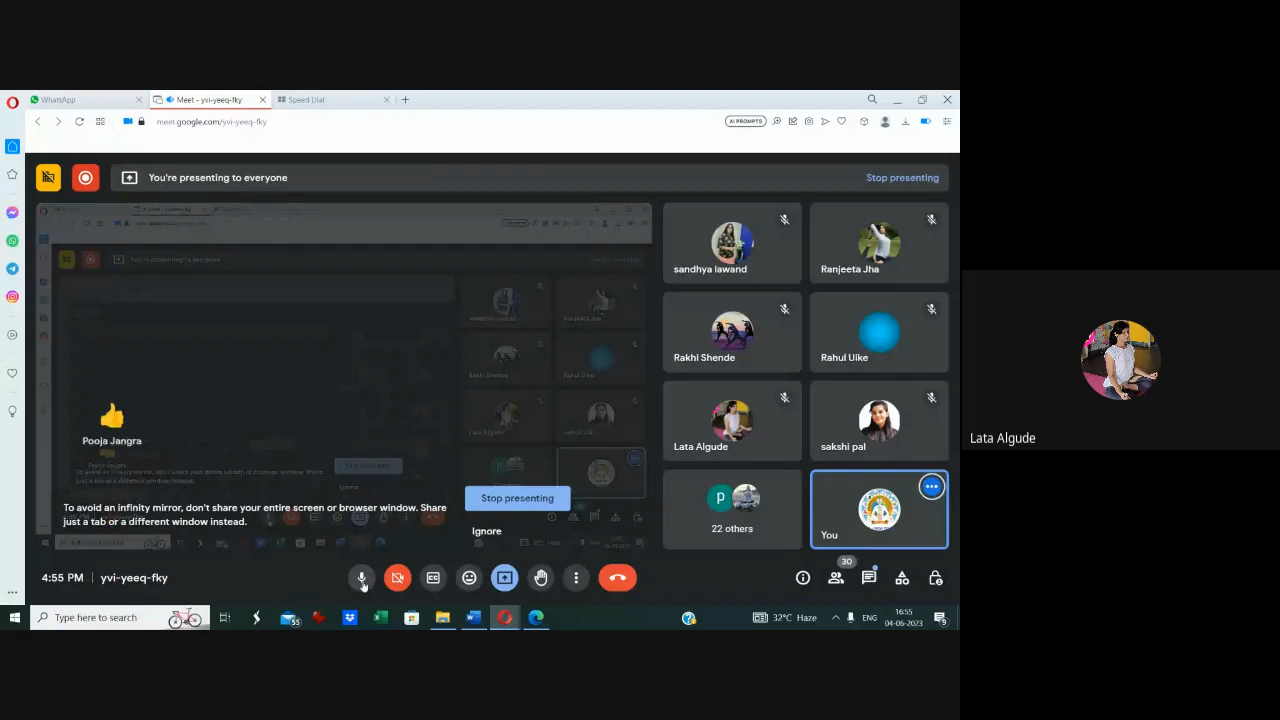 WhatsApp
Meet - yvi-yeeq-fky
Speed Dial
meet.google.com/yvi-yeeq-fky
AI PROMPTS
You're presenting to everyone
Stop presenting
sandhya lawand
Ranjeeta Jha
Rakhi Shende
Rahul Uike
Lata Algude
sakshi pal
p
22 others
You
Pooja Jangra
To avoid an infinity mirror, don't share your entire screen or browser window. Share
just a tab or a different window instead.
Stop presenting
Ignore
Lata Algude
4:55 PM | yvi-yeeq-fky
30
Type here to search
55
32°C Haze
ENG
16:55
04-06-2023
9